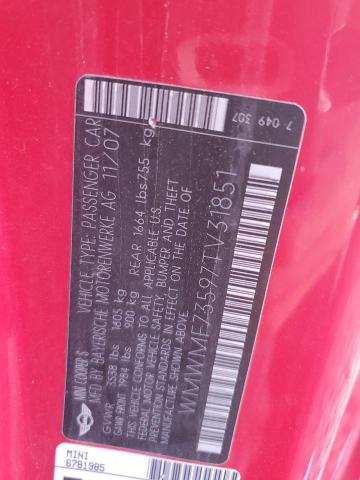 MINI COOPER S
VEHICLE TYPE: PASSENGER CAR
MFD BY BAYERISCHE MOTORENWERKE AG 11/07
GVWR 3538 lbs 1605 kg
GAWR FRONT 1984 lbs 900 kg REAR 1664 lbs 755 kg
THIS VEHICLE CONFORMS TO ALL APPLICABLE U.S.
FEDERAL MOTOR VEHICLE SAFETY, BUMPER AND THEFT
PREVENTION STANDARDS IN EFFECT ON THE DATE OF
MANUFACTURE SHOWN ABOVE.
WMWMF73597TV31851
7 049 307
MINI
6781985